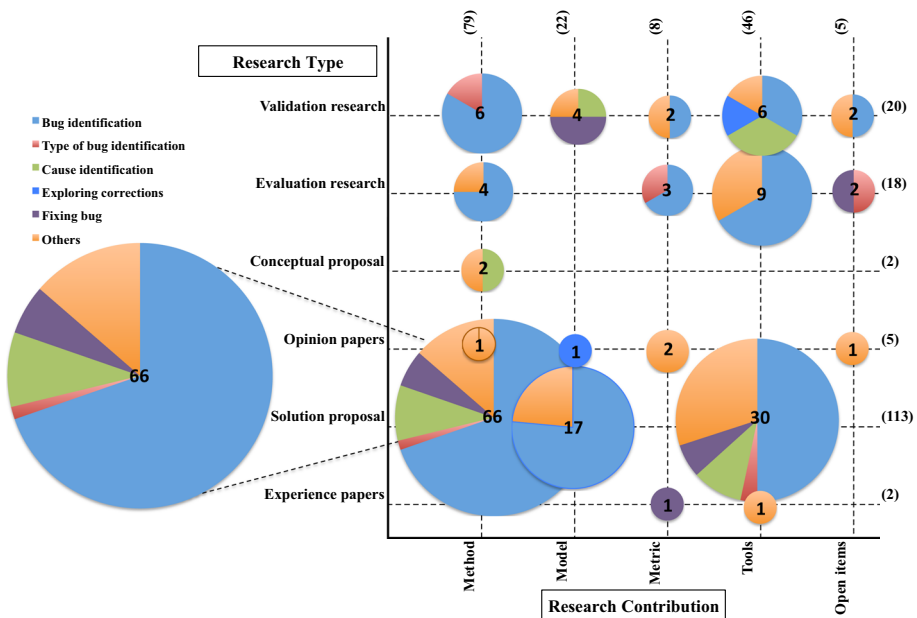 (79)
(22)
(8)
(46)
(5)
Research Type
Validation research
6
4
2
6
2
(20)
Bug identification
Type of bug identification
Cause identification
Exploring corrections
Fixing bug
Others
Evaluation research
4
3
9
2
(18)
Conceptual proposal
2
(2)
Opinion papers
1
1
2
1
(5)
66
Solution proposal
66
17
30
(113)
Experience papers
1
1
(2)
Method
Model
Metric
Tools
Open items
Research Contribution